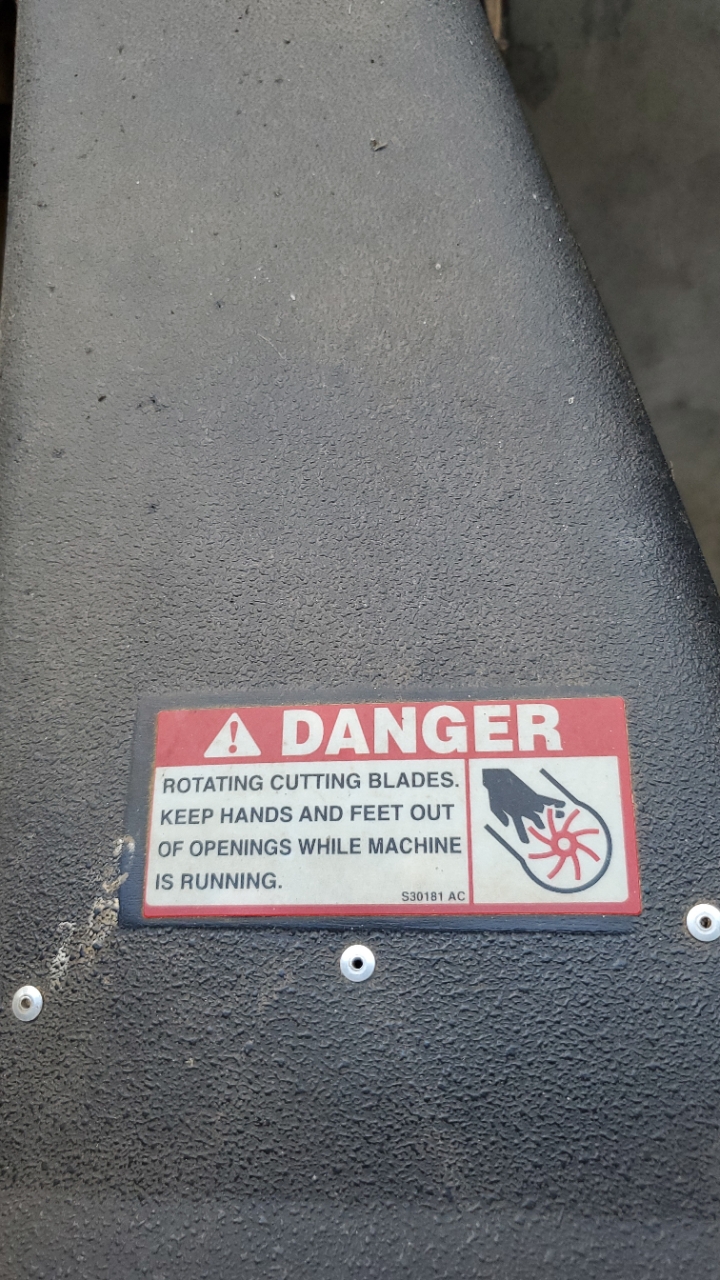 DANGER
ROTATING CUTTING BLADES.
KEEP HANDS AND FEET OUT
OF OPENINGS WHILE MACHINE
IS RUNNING.
S30181 AC